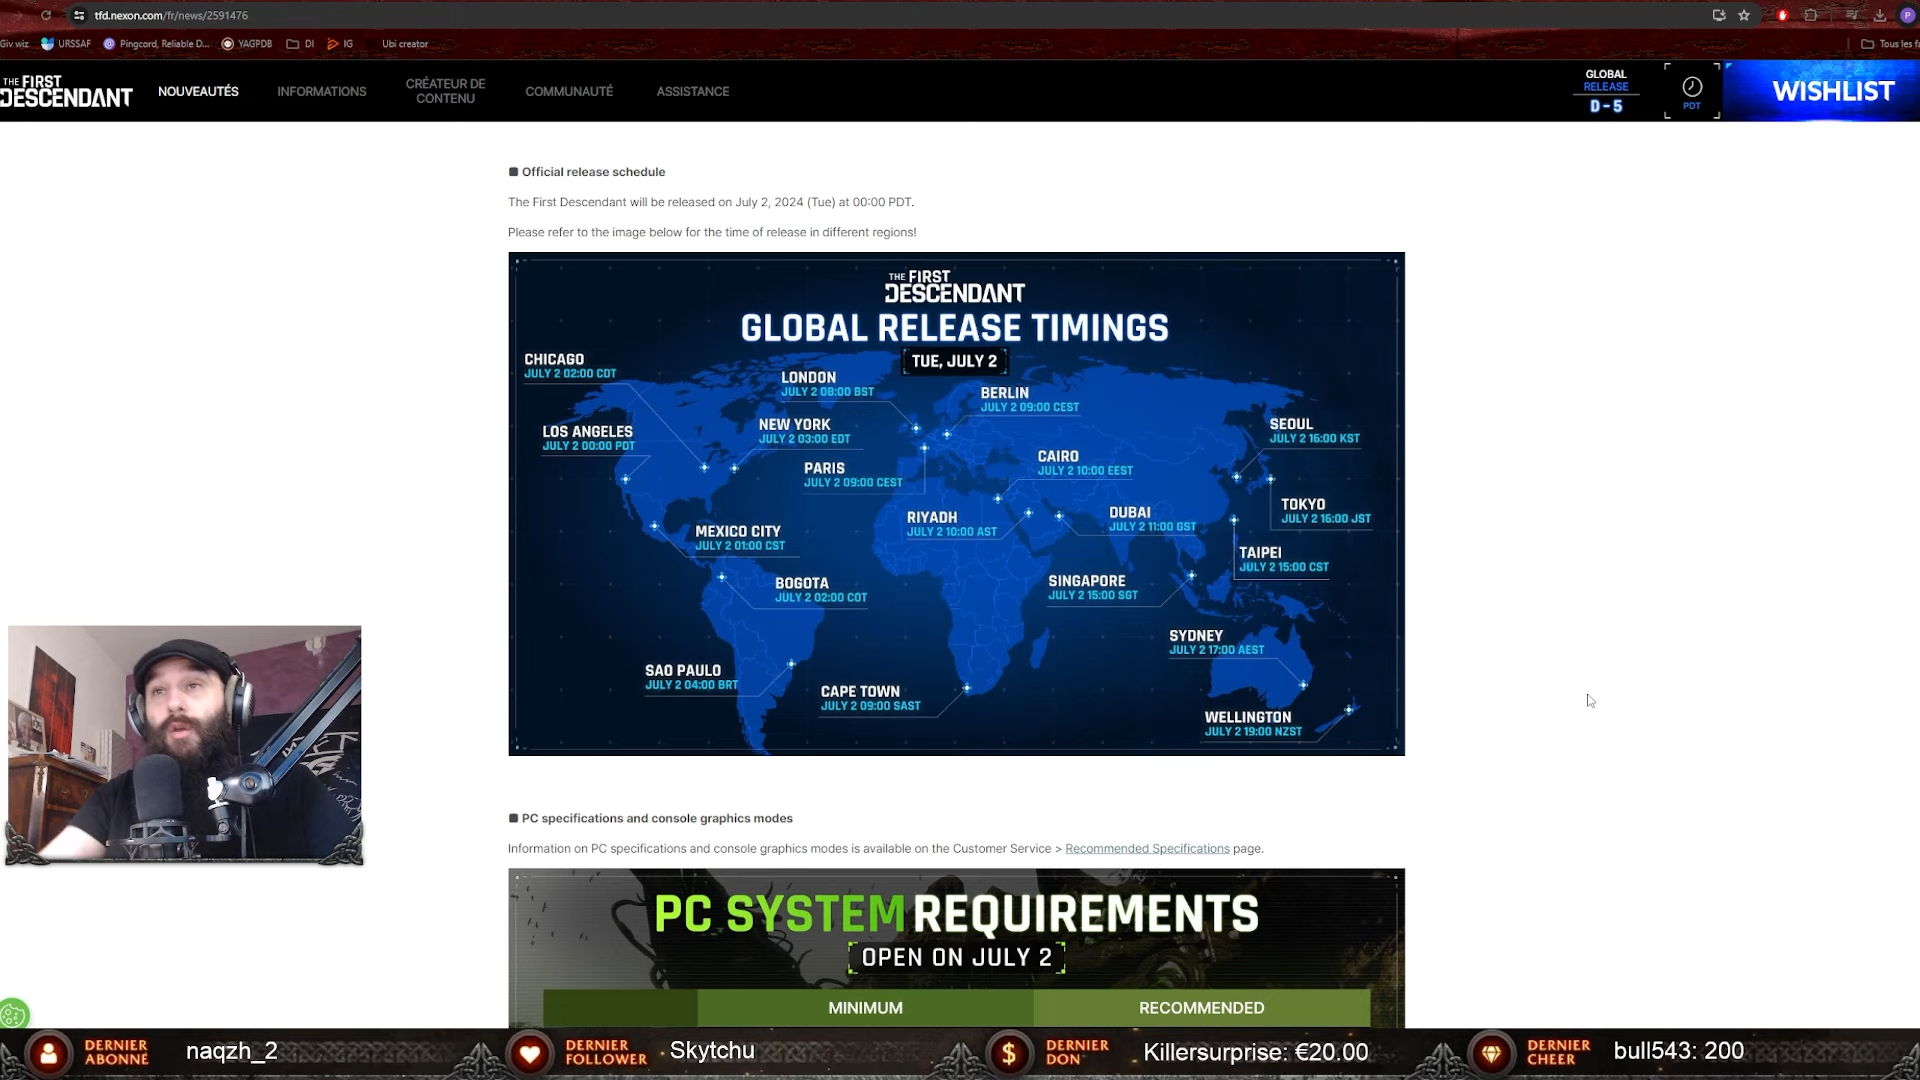 tfd.nexon.com/fr/news/2591476
Giv wiz
URSSAF
Pingcord, Reliable D...
YAGPDB
DI
IG
Ubi creator
Tous les fa
THE FIRST
DESCENDANT
NOUVEAUTÉS
INFORMATIONS
CRÉATEUR DE
CONTENU
COMMUNAUTÉ
ASSISTANCE
GLOBAL
RELEASE
D - 5
PDT
WISHLIST
Official release schedule
The First Descendant will be released on July 2, 2024 (Tue) at 00:00 PDT.
Please refer to the image below for the time of release in different regions!
THE FIRST
DESCENDANT
GLOBAL RELEASE TIMINGS
TUE, JULY 2
CHICAGO
JULY 2 02:00 CDT
LONDON
JULY 2 08:00 BST
BERLIN
JULY 2 09:00 CEST
LOS ANGELES
JULY 2 00:00 PDT
NEW YORK
JULY 2 03:00 EDT
SEOUL
JULY 2 16:00 KST
PARIS
JULY 2 09:00 CEST
CAIRO
JULY 2 10:00 EEST
TOKYO
JULY 2 16:00 JST
RIYADH
JULY 2 10:00 AST
DUBAI
JULY 2 11:00 GST
MEXICO CITY
JULY 2 01:00 CST
TAIPEI
JULY 2 15:00 CST
BOGOTA
JULY 2 02:00 COT
SINGAPORE
JULY 2 15:00 SGT
SYDNEY
JULY 2 17:00 AEST
SAO PAULO
JULY 2 04:00 BRT
CAPE TOWN
JULY 2 09:00 SAST
WELLINGTON
JULY 2 19:00 NZST
PC specifications and console graphics modes
Information on PC specifications and console graphics modes is available on the Customer Service > Recommended Specifications page.
PC SYSTEM REQUIREMENTS
OPEN ON JULY 2
MINIMUM
RECOMMENDED
DERNIER
ABONNÉ
naqzh_2
DERNIER
FOLLOWER
Skytchu
DERNIER
DON
Killersurprise: €20.00
DERNIER
CHEER
bull543: 200